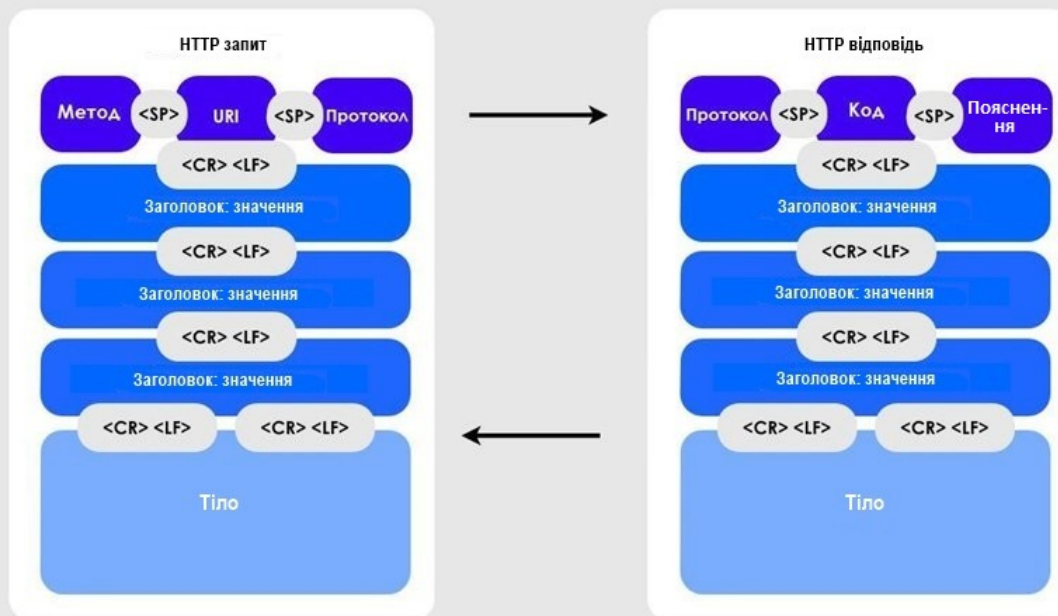 HTTP запит
Метод <SP> URI <SP> Протокол
<CR> <LF>
Заголовок: значення
<CR> <LF>
Заголовок: значення
<CR> <LF>
Заголовок: значення
<CR> <LF> <CR> <LF>
Тіло
HTTP відповідь
Протокол <SP> Код <SP> Пояснен-
ня
<CR> <LF>
Заголовок: значення
<CR> <LF>
Заголовок: значення
<CR> <LF>
Заголовок: значення
<CR> <LF> <CR> <LF>
Тіло